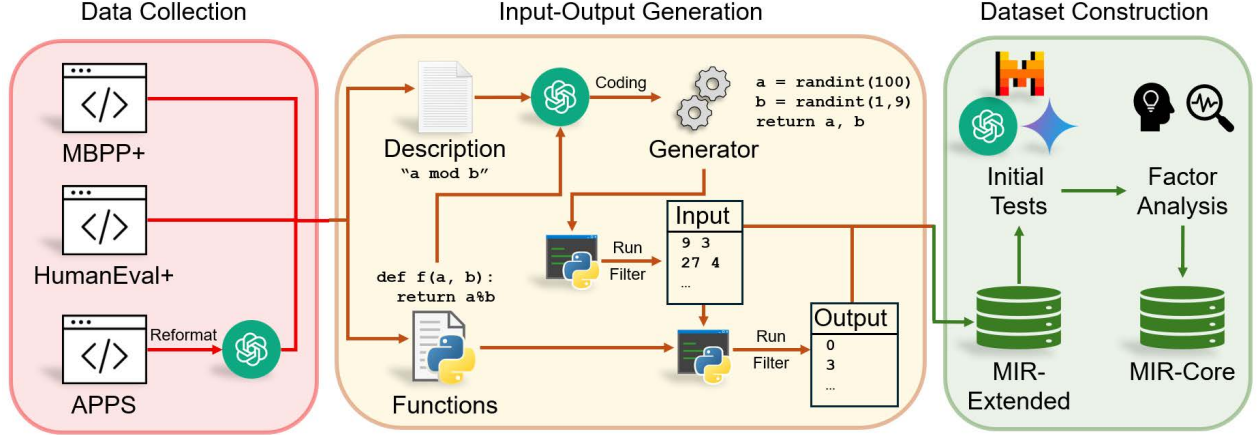 Data Collection
Input-Output Generation
Dataset Construction
MBPP+
HumanEval+
Reformat
APPS
Description
“a mod b”
Coding
Generator
a = randint(100)
b = randint(1,9)
return a, b
def f(a, b):
return a%b
Functions
Run
Filter
Input
9 3
27 4
...
Run
Filter
Output
0
3
...
Initial
Tests
Factor
Analysis
MIR-
Extended
MIR-Core